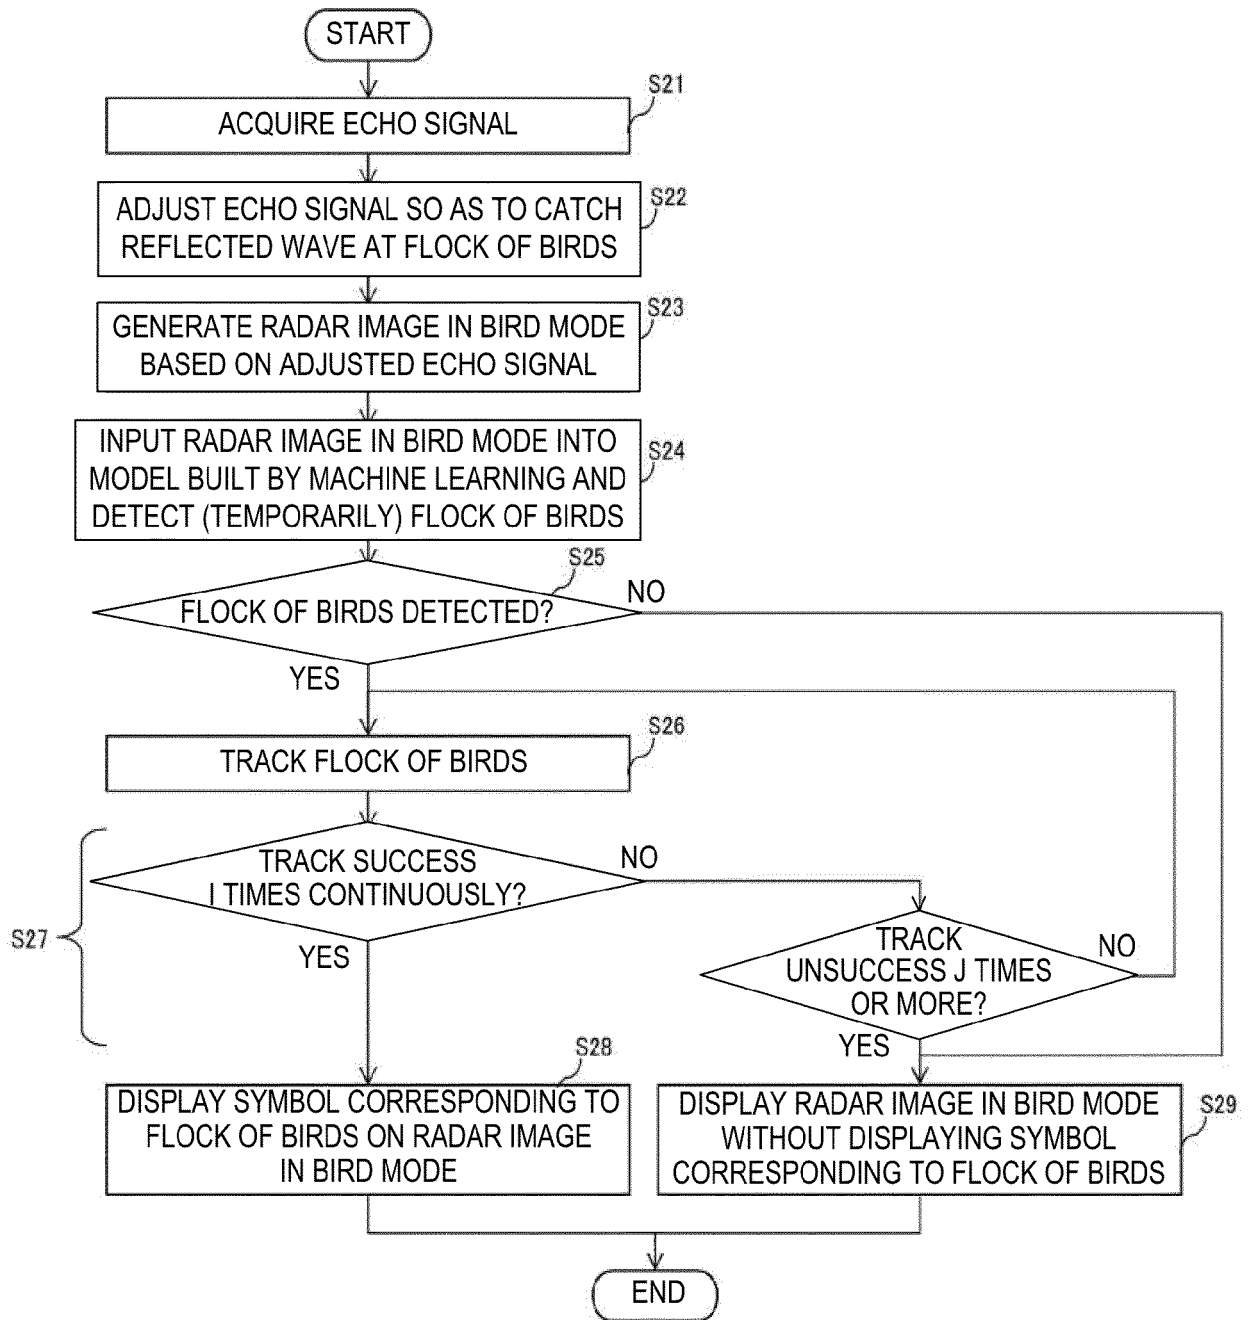 START
S21
ACQUIRE ECHO SIGNAL
S22
ADJUST ECHO SIGNAL SO AS TO CATCH
REFLECTED WAVE AT FLOCK OF BIRDS
S23
GENERATE RADAR IMAGE IN BIRD MODE
BASED ON ADJUSTED ECHO SIGNAL
S24
INPUT RADAR IMAGE IN BIRD MODE INTO
MODEL BUILT BY MACHINE LEARNING AND
DETECT (TEMPORARILY) FLOCK OF BIRDS
S25
FLOCK OF BIRDS DETECTED?
NO
YES
S26
TRACK FLOCK OF BIRDS
S27
TRACK SUCCESS
I TIMES CONTINUOUSLY?
NO
YES
TRACK
UNSUCCESS J TIMES
OR MORE?
NO
YES
S28
DISPLAY SYMBOL CORRESPONDING TO
FLOCK OF BIRDS ON RADAR IMAGE
IN BIRD MODE
S29
DISPLAY RADAR IMAGE IN BIRD MODE
WITHOUT DISPLAYING SYMBOL
CORRESPONDING TO FLOCK OF BIRDS
END